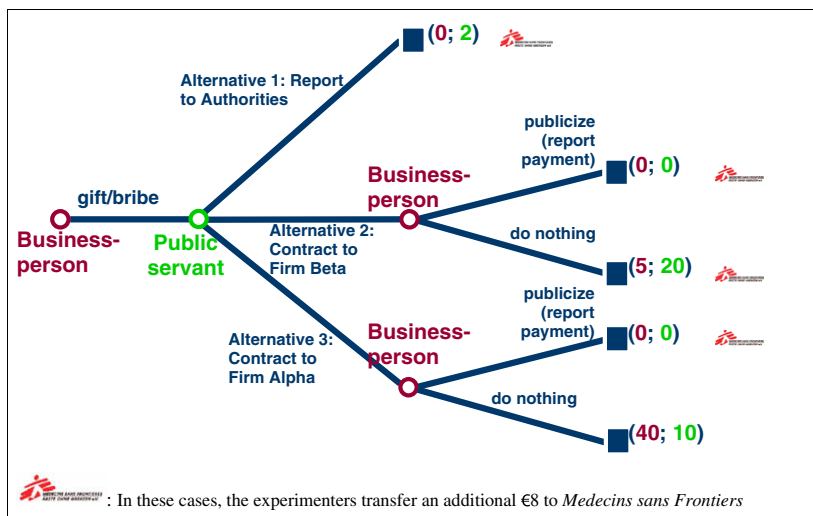 (0; 2)
Alternative 1: Report
to Authorities
publicize
(report
payment)
(0; 0)
Business-
person
gift/bribe
Business-
person
Public
servant
Alternative 2:
Contract to
Firm Beta
do nothing
(5; 20)
publicize
(report
payment)
(0; 0)
Alternative 3:
Contract to
Firm Alpha
Business-
person
do nothing
(40; 10)
: In these cases, the experimenters transfer an additional €8 to Medecins sans Frontiers